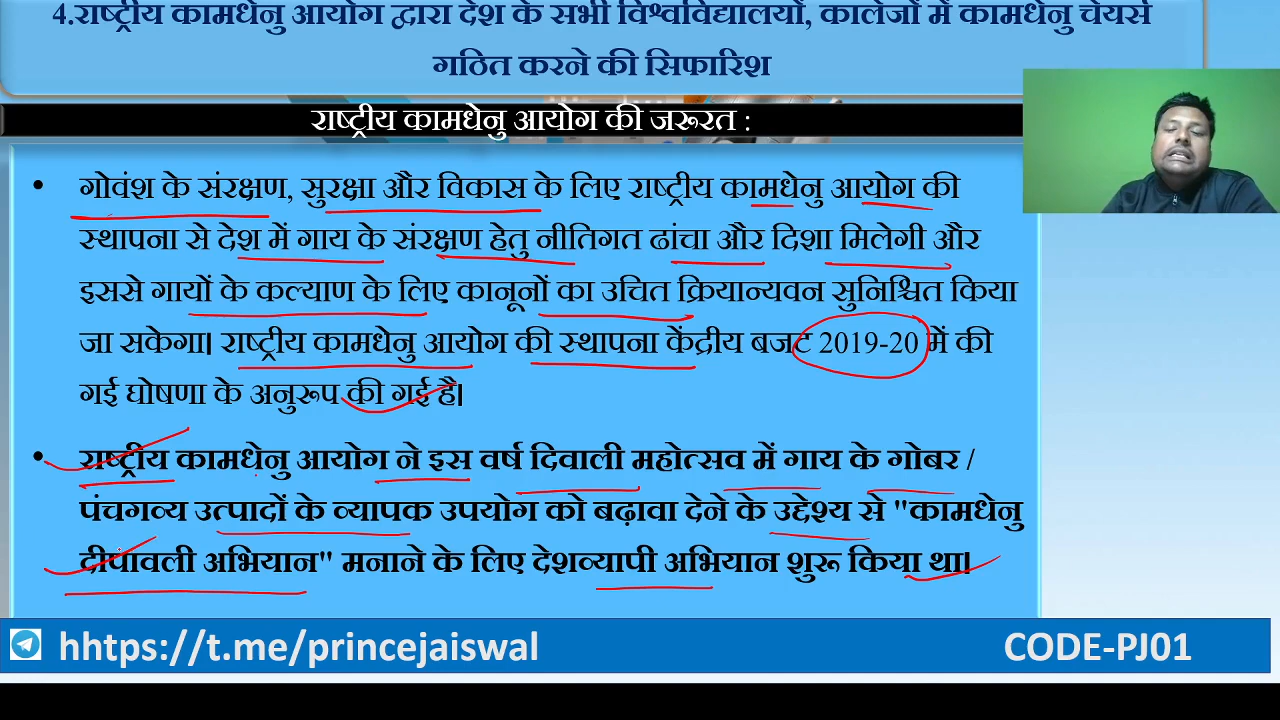 4.राष्ट्रीय कामधेनु आयोग द्वारा देश के सभी विश्वविद्यालयों, कालेजों में कामधेनु चेयर्स
गठित करने की सिफारिश
राष्ट्रीय कामधेनु आयोग की जरूरत :
• गोवंश के संरक्षण, सुरक्षा और विकास के लिए राष्ट्रीय कामधेनु आयोग की
स्थापना से देश में गाय के संरक्षण हेतु नीतिगत ढांचा और दिशा मिलेगी और
इससे गायों के कल्याण के लिए कानूनों का उचित क्रियान्यवन सुनिश्चित किया
जा सकेगा। राष्ट्रीय कामधेनु आयोग की स्थापना केंद्रीय बजट 2019-20 में की
गई घोषणा के अनुरूप की गई है।
• राष्ट्रीय कामधेनु आयोग ने इस वर्ष दिवाली महोत्सव में गाय के गोबर /
पंचगव्य उत्पादों के व्यापक उपयोग को बढ़ावा देने के उद्देश्य से "कामधेनु
दीपावली अभियान" मनाने के लिए देशव्यापी अभियान शुरू किया था।
hhtps://t.me/princejaiswal CODE-PJ01